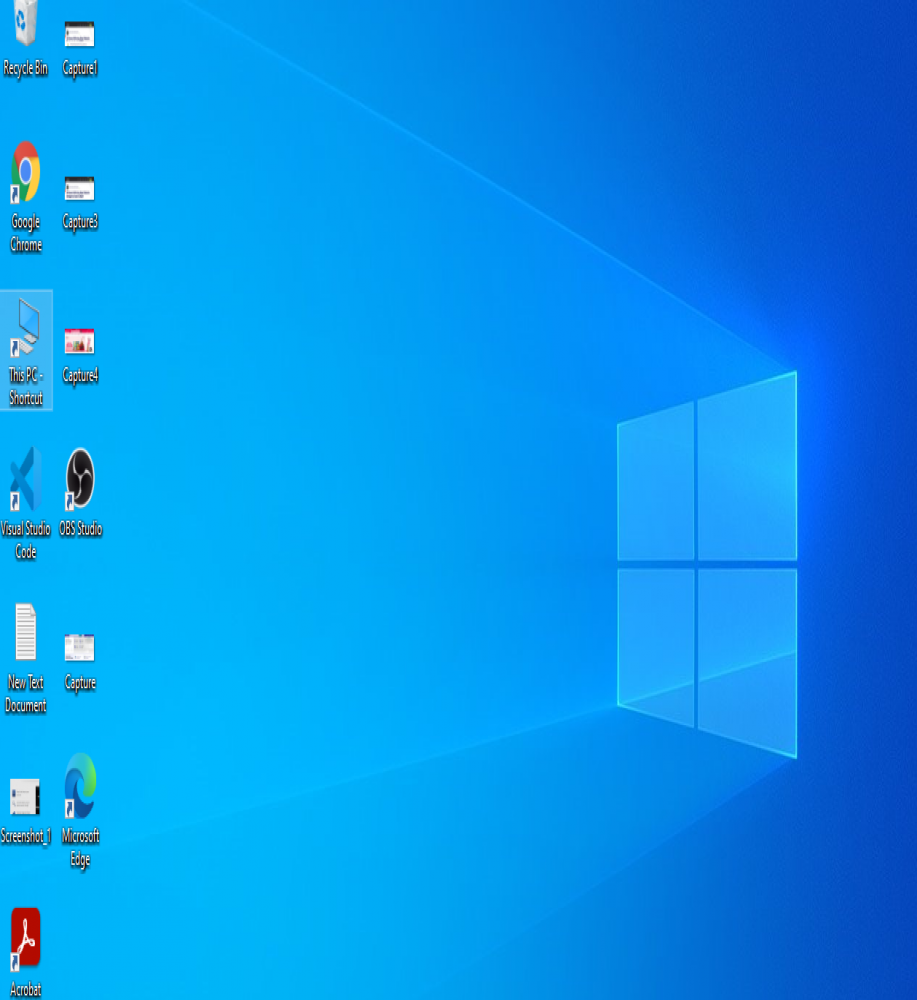 Recycle Bin
Capture1
Google
Chrome
Capture3
This PC -
Shortcut
Capture4
Visual Studio
Code
OBS Studio
New Text
Document
Capture
Screenshot_1
Microsoft
Edge
Acrobat